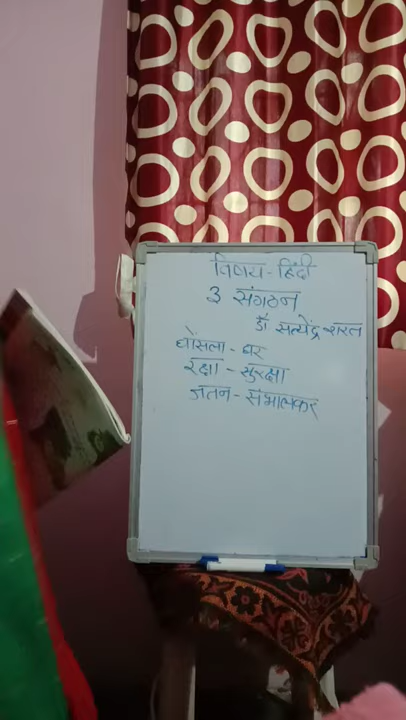 विषय - हिंदी
3 संगठन
डॉ सत्येंद्र शरत
घोंसला - घर
रक्षा - सुरक्षा
जतन - संभालकर